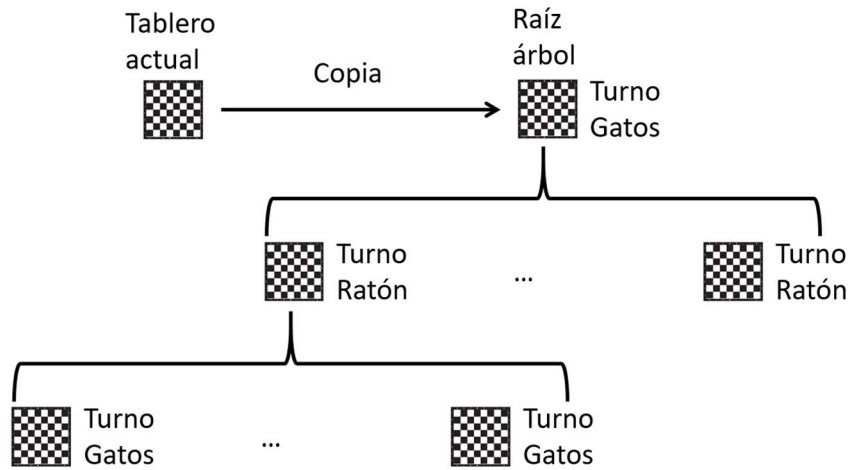 Tablero
actual
Copia
Raíz
árbol
Turno
Gatos
Turno
Ratón
...
Turno
Ratón
Turno
Gatos
...
Turno
Gatos